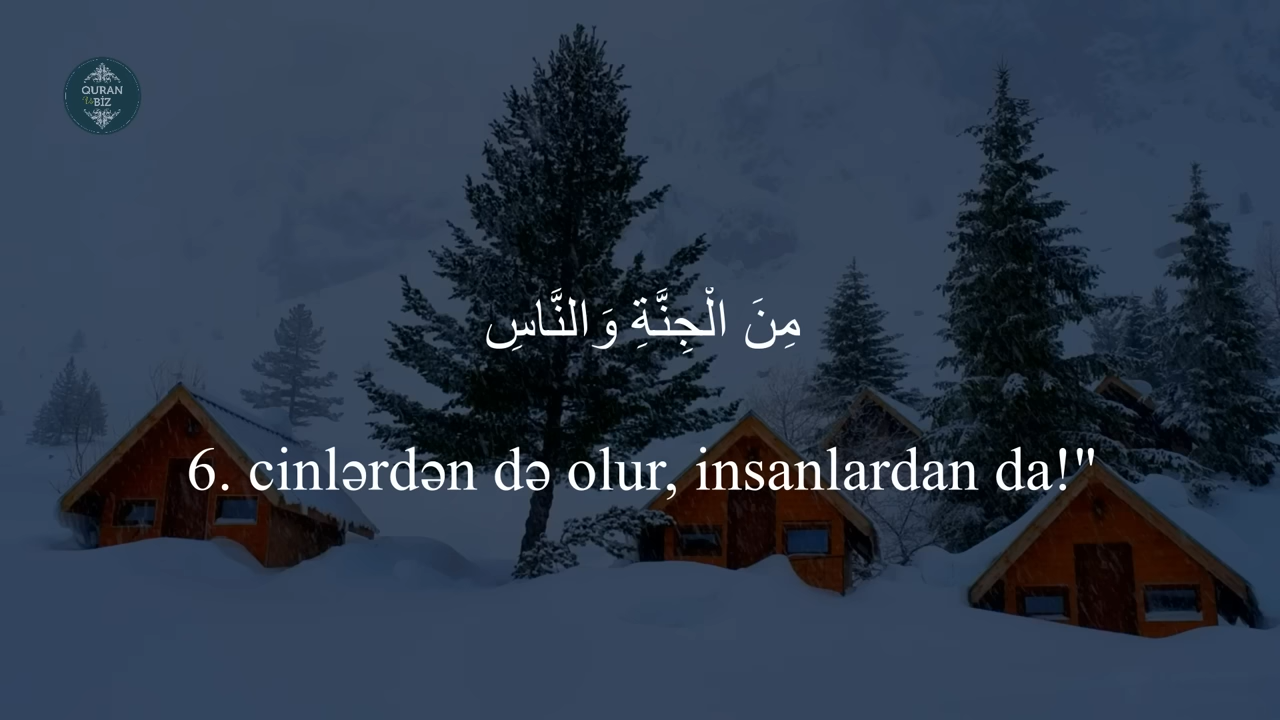 QURAN
Və
BİZ
مِنَ الْجِنَّةِ وَالنَّاسِ
6. cinlərdən də olur, insanlardan da!"